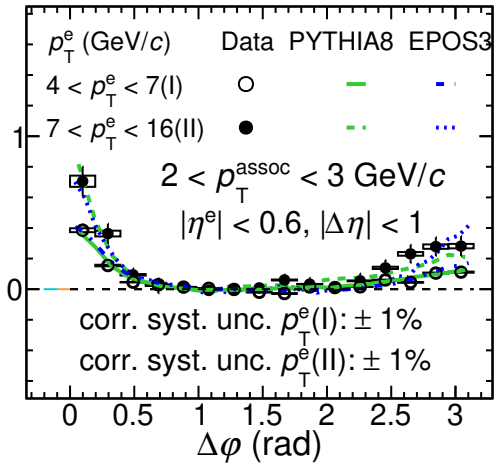 p_T^e (GeV/c) Data PYTHIA8 EPOS3
4 < p_T^e < 7(I)
7 < p_T^e < 16(II)
1
2 < p_T^assoc < 3 GeV/c
|η^e| < 0.6, |Δη| < 1
0
corr. syst. unc. p_T^e(I): ± 1%
corr. syst. unc. p_T^e(II): ± 1%
0 0.5 1 1.5 2 2.5 3
Δφ (rad)